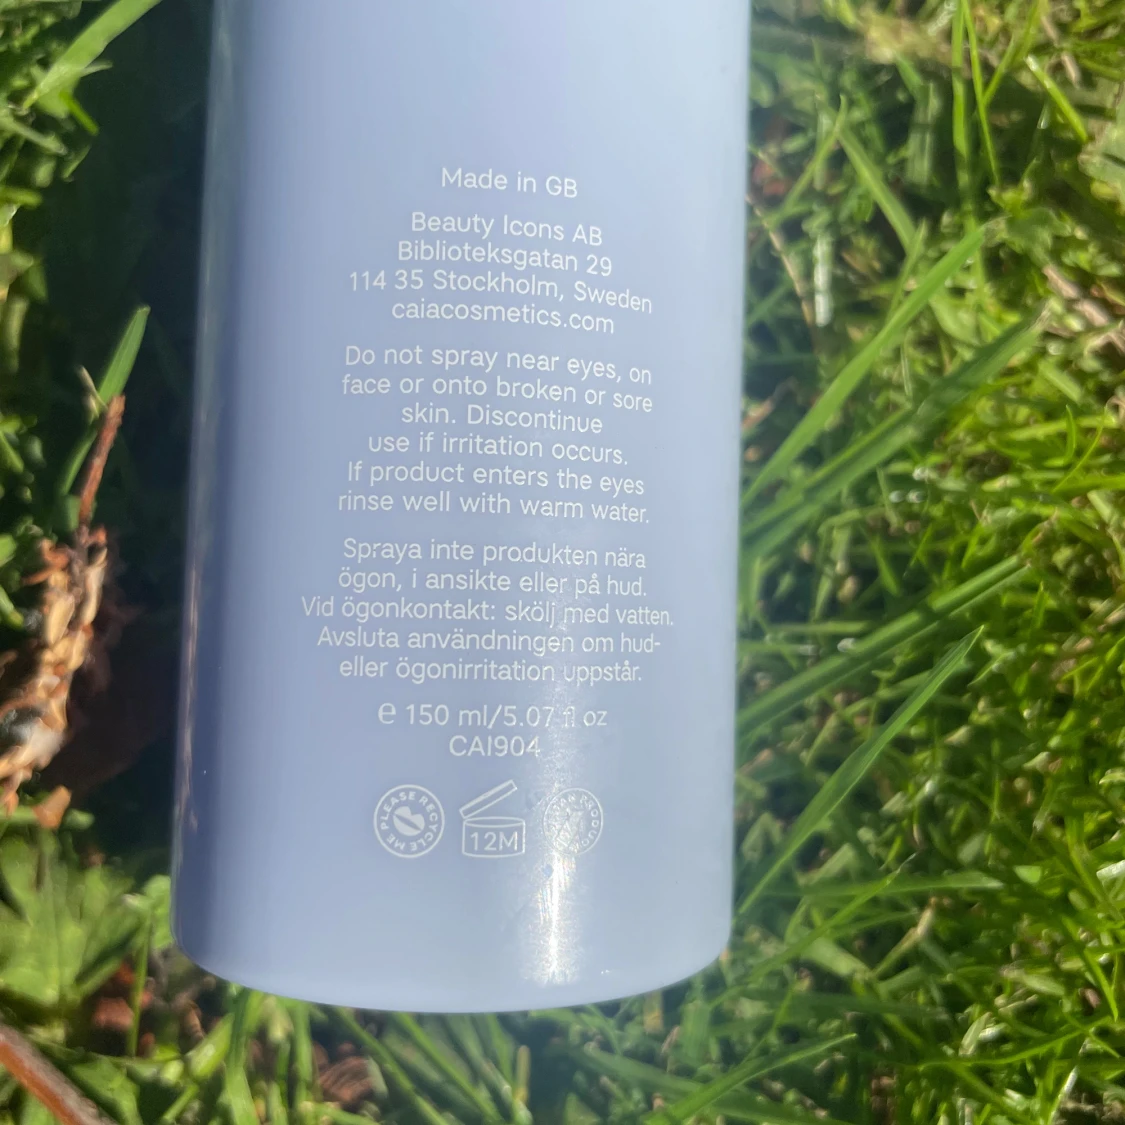 Made in GB
Beauty Icons AB
Biblioteksgatan 29
114 35 Stockholm, Sweden
caiacosmetics.com
Do not spray near eyes, on
face or onto broken or sore
skin. Discontinue
use if irritation occurs.
If product enters the eyes
rinse well with warm water.
Spraya inte produkten nära
ögon, i ansikte eller på hud.
Vid ögonkontakt: skölj med vatten.
Avsluta användningen om hud-
eller ögonirritation uppstår.
e 150 ml/5.07 fl oz
CAI904
PLEASE RECYCLE ME
12M